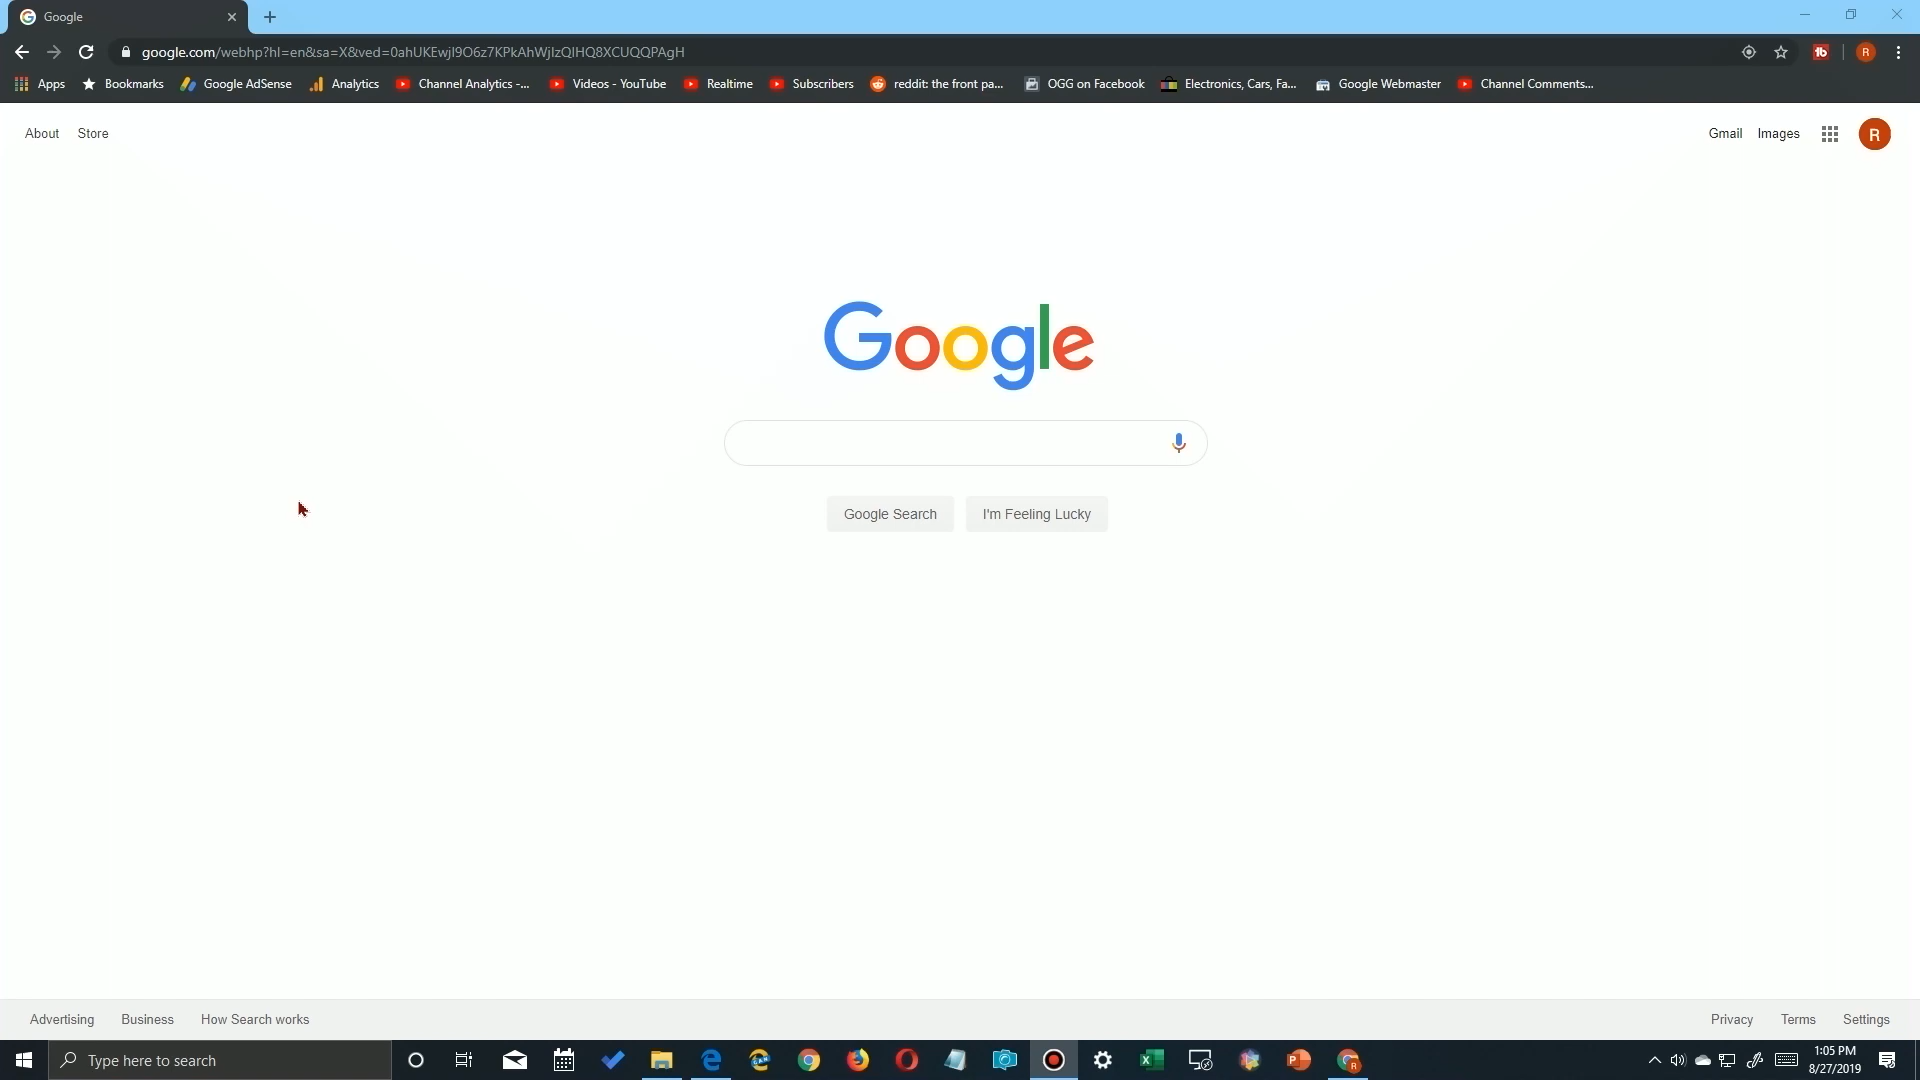 Google
google.com/webhp?hl=en&sa=X&ved=0ahUKEwjI9O6z7KPkAhWjIzQIHQ8XCUQQPAgH
R
Apps Bookmarks Google AdSense Analytics Channel Analytics -... Videos - YouTube Realtime Subscribers reddit: the front pa... OGG on Facebook Electronics, Cars, Fa... Google Webmaster Channel Comments...
About Store Gmail Images R
Google
Google Search I'm Feeling Lucky
Advertising Business How Search works Privacy Terms Settings
Type here to search
1:05 PM
8/27/2019